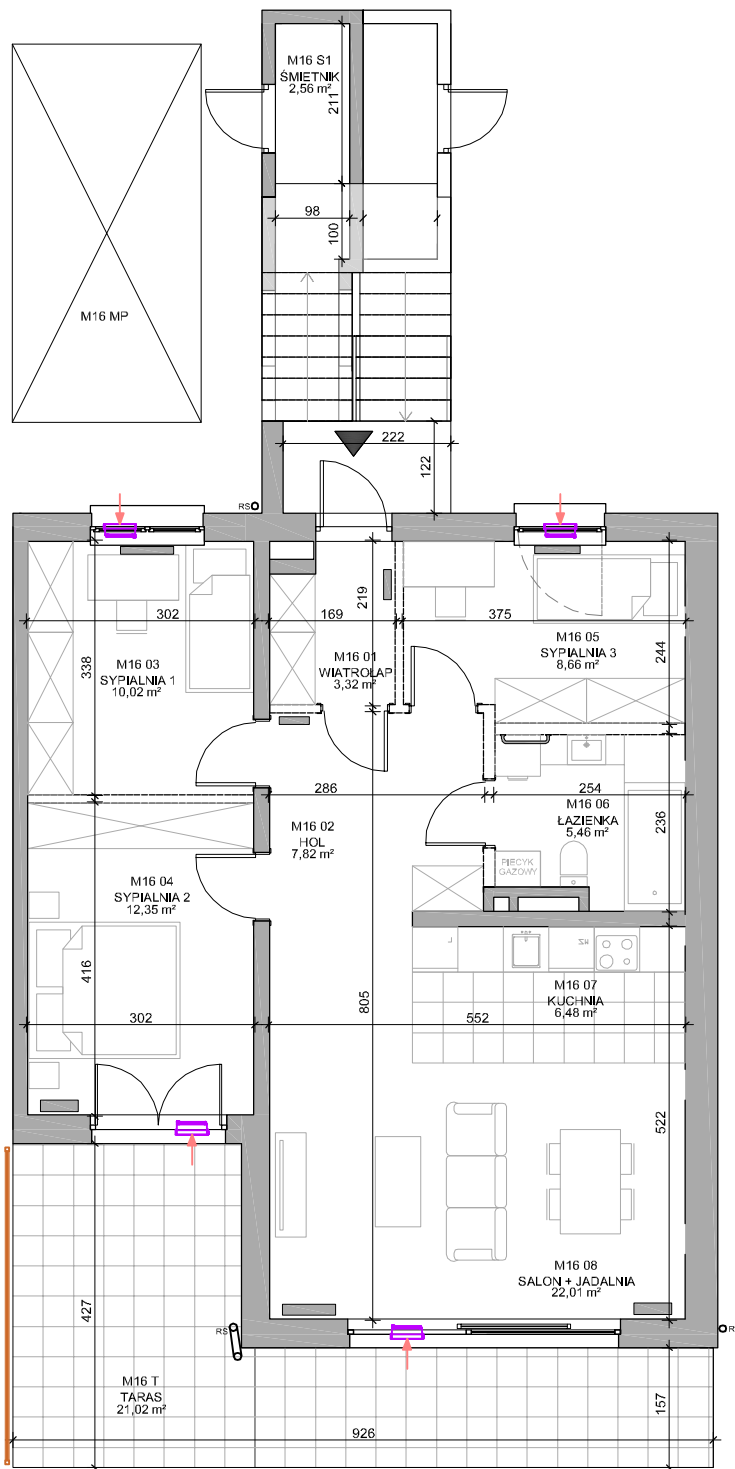 M16 S1
ŚMIETNIK
2,56 m²
211
98
100
M16 MP
222
122
RS
302
169
219
375
M16 03
SYPIALNIA 1
10,02 m²
338
M16 01
WIATROŁAP
3,32 m²
M16 05
SYPIALNIA 3
8,66 m²
244
286
254
M16 02
HOL
7,82 m²
M16 06
ŁAZIENKA
5,46 m²
236
PIECYK
GAZOWY
M16 04
SYPIALNIA 2
12,35 m²
416
302
805
L
ZW
M16 07
KUCHNIA
6,48 m²
552
522
M16 08
SALON + JADALNIA
22,01 m²
427
RS
R
M16 T
TARAS
21,02 m²
157
926